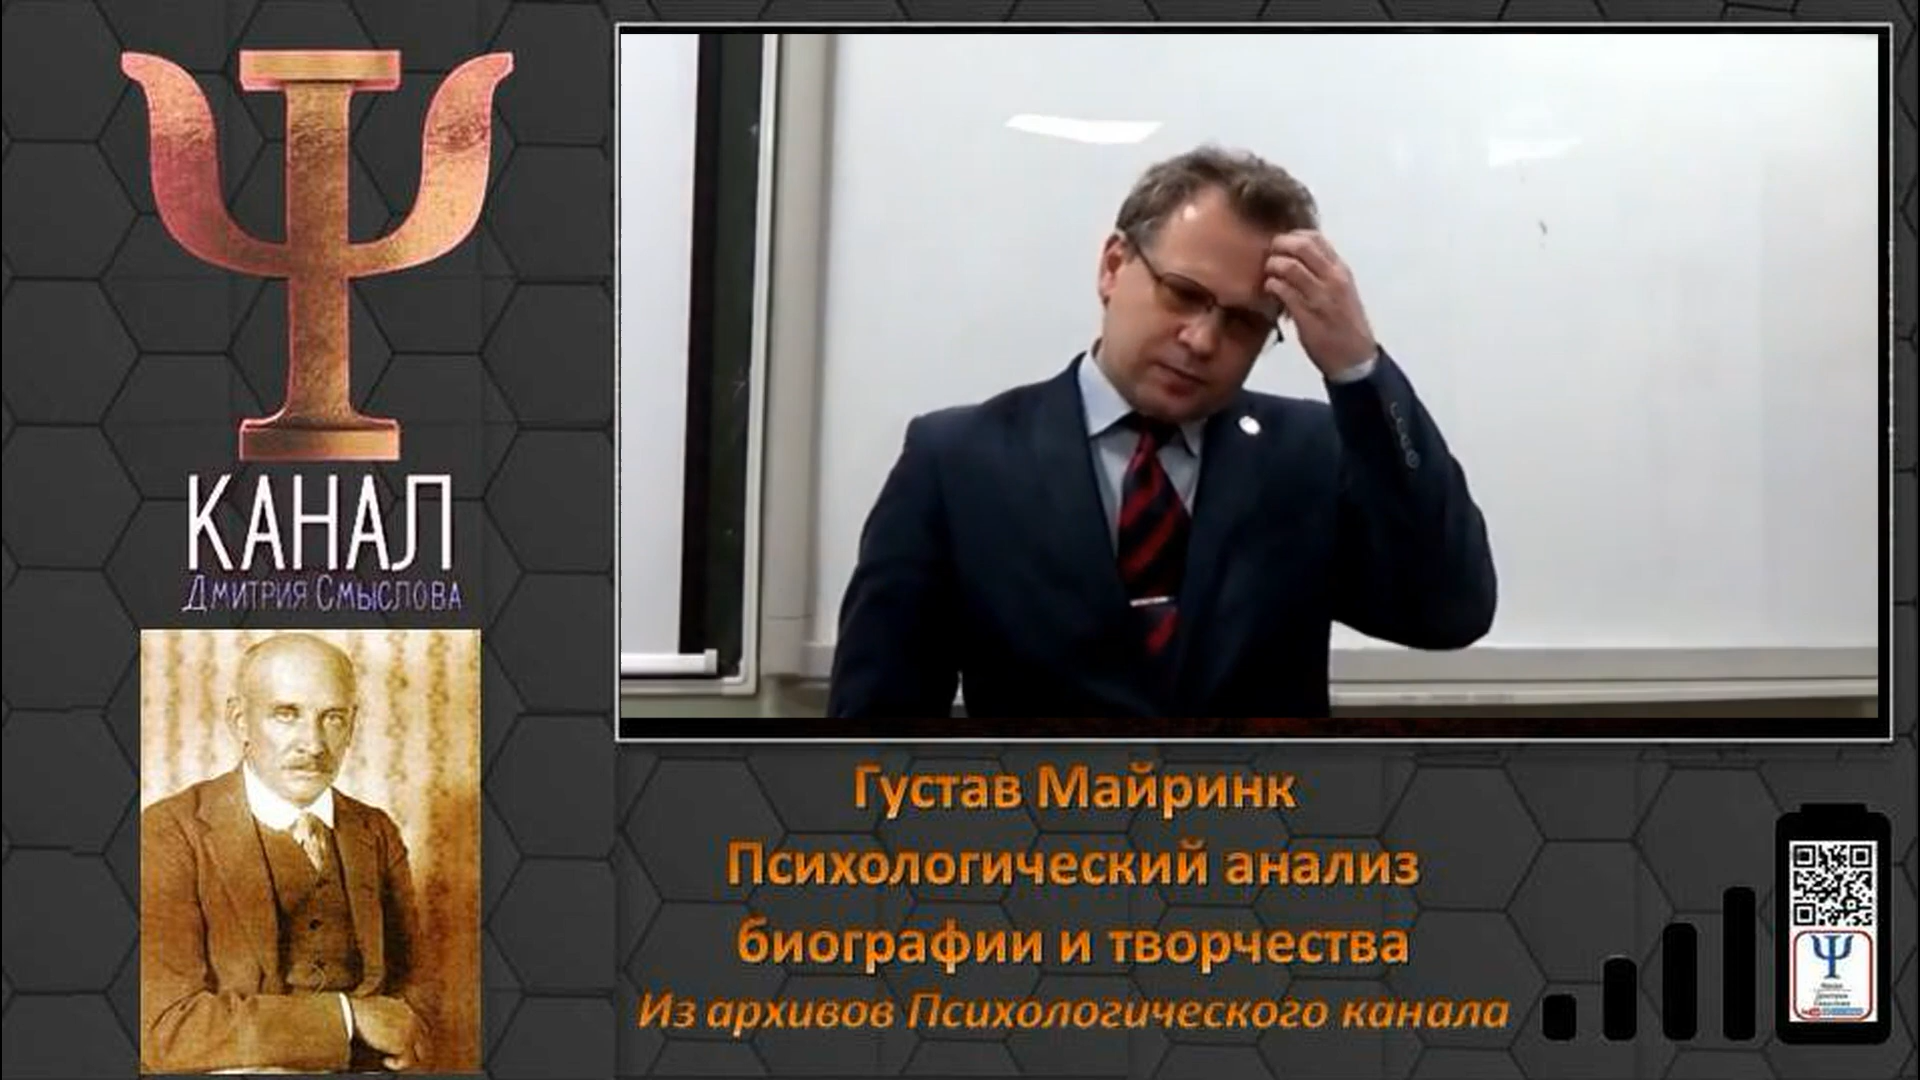 КАНАЛ
Дмитрия Смыслова
Густав Майринк
Психологический анализ
биографии и творчества
Из архивов Психологического канала